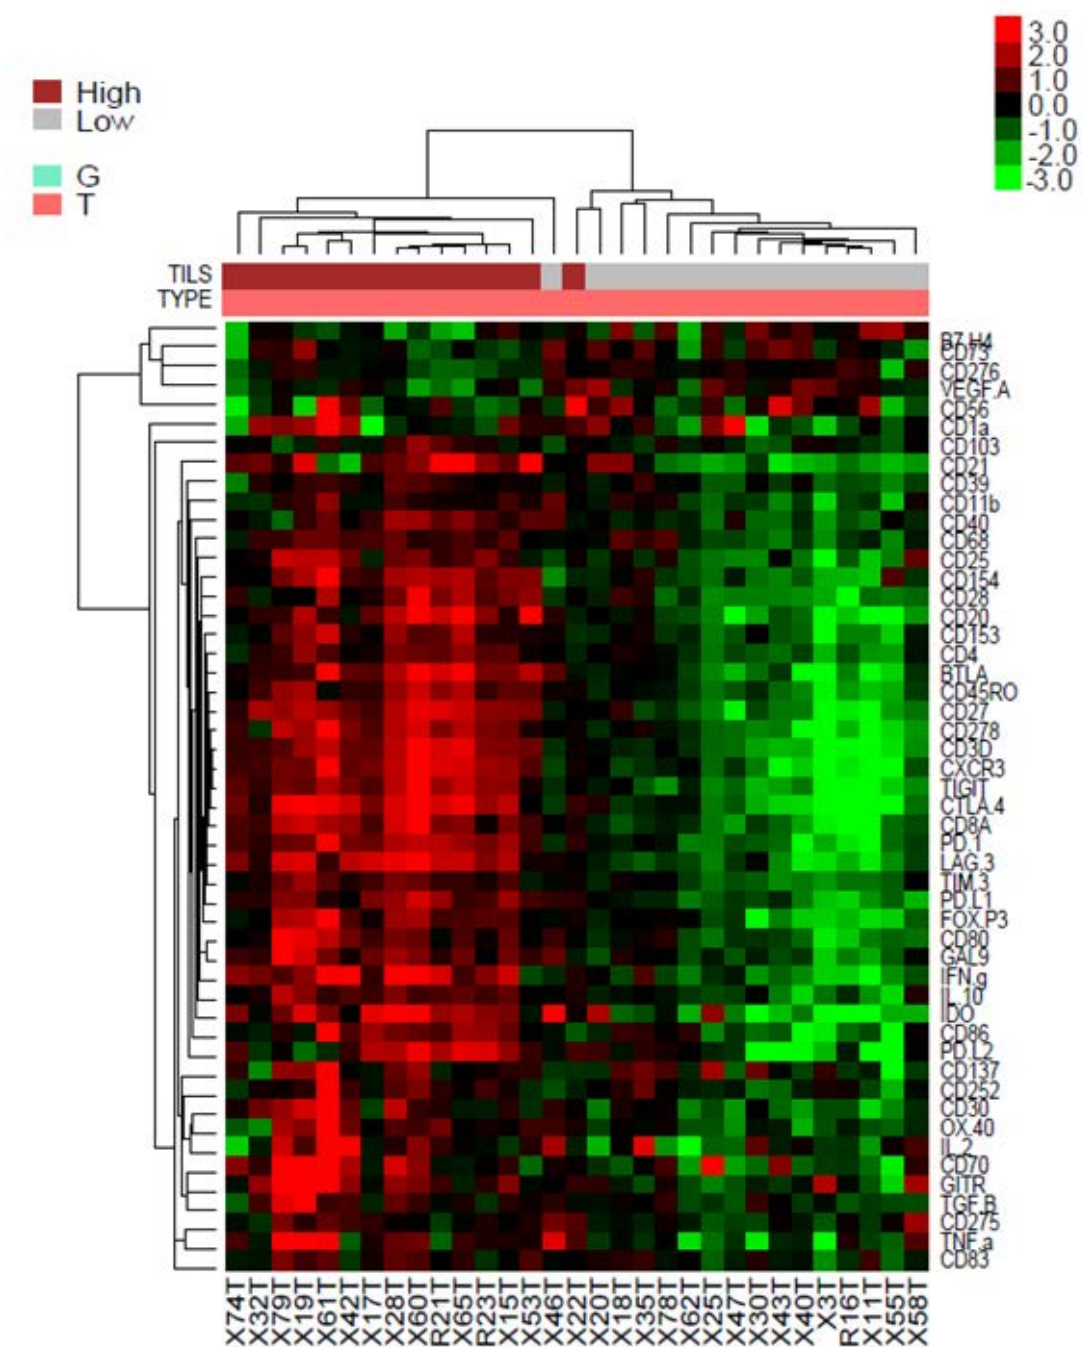 3.0
2.0
1.0
0.0
-1.0
-2.0
-3.0
High
Low
G
T
TILS
TYPE
B7.H4
CD73
CD276
VEGF.A
CD56
CD1a
CD103
CD21
CD39
CD11b
CD40
CD68
CD25
CD154
CD28
CD20
CD153
CD4
BTLA
CD45RO
CD27
CD278
CD3D
CXCR3
TIGIT
CTLA.4
CD8A
PD.1
LAG.3
TIM.3
PD.L1
FOX.P3
CD80
GAL9
IFN.g
IL.10
IDO
CD86
PD.L2
CD137
CD252
CD30
OX.40
IL.2
CD70
GITR
TGF.B
CD275
TNF.a
CD83
X74T X32T X79T X19T X61T X42T X17T X28T X60T R21T X65T R23T X15T X53T X46T X22T X20T X18T X35T X78T X62T X25T X47T X30T X43T X40T X3T R16T X11T X55T X58T